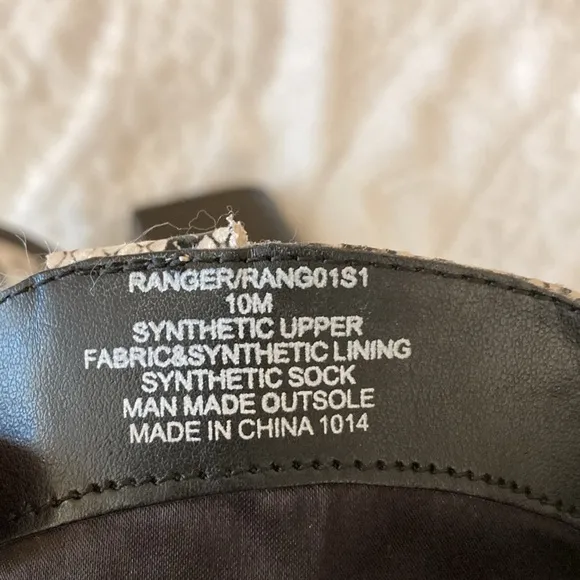 RANGER/RANG01S1
10M
SYNTHETIC UPPER
FABRIC&SYNTHETIC LINING
SYNTHETIC SOCK
MAN MADE OUTSOLE
MADE IN CHINA 1014